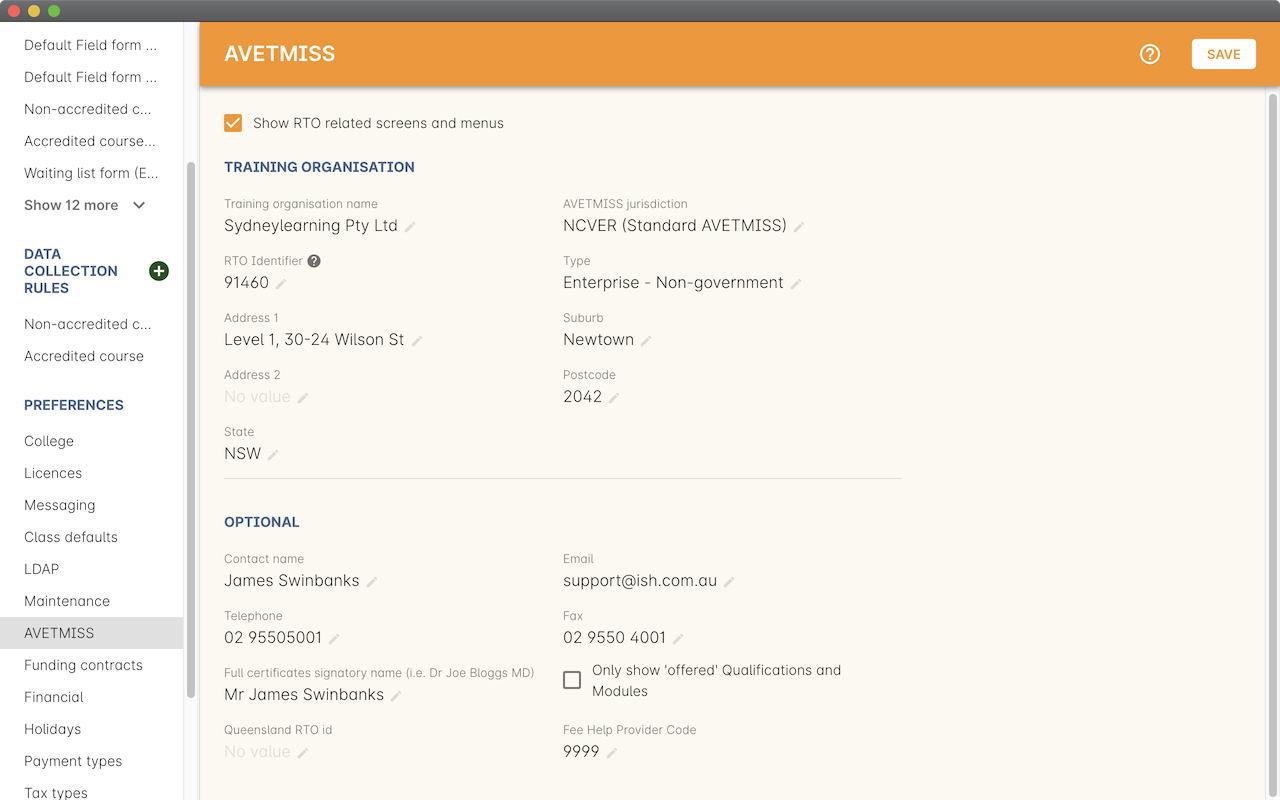 Default Field form ...
Default Field form ...
Non-accredited c...
Accredited course...
Waiting list form (E...
Show 12 more
DATA
COLLECTION
RULES
Non-accredited c...
Accredited course
PREFERENCES
College
Licences
Messaging
Class defaults
LDAP
Maintenance
AVETMISS
Funding contracts
Financial
Holidays
Payment types
Tax types
AVETMISS
SAVE
Show RTO related screens and menus
TRAINING ORGANISATION
Training organisation name
Sydneylearning Pty Ltd
AVETMISS jurisdiction
NCVER (Standard AVETMISS)
RTO Identifier
91460
Type
Enterprise - Non-government
Address 1
Level 1, 30-24 Wilson St
Suburb
Newtown
Address 2
No value
Postcode
2042
State
NSW
OPTIONAL
Contact name
James Swinbanks
Email
support@ish.com.au
Telephone
02 95505001
Fax
02 9550 4001
Full certificates signatory name (i.e. Dr Joe Bloggs MD)
Mr James Swinbanks
Only show 'offered' Qualifications and
Modules
Queensland RTO id
No value
Fee Help Provider Code
9999